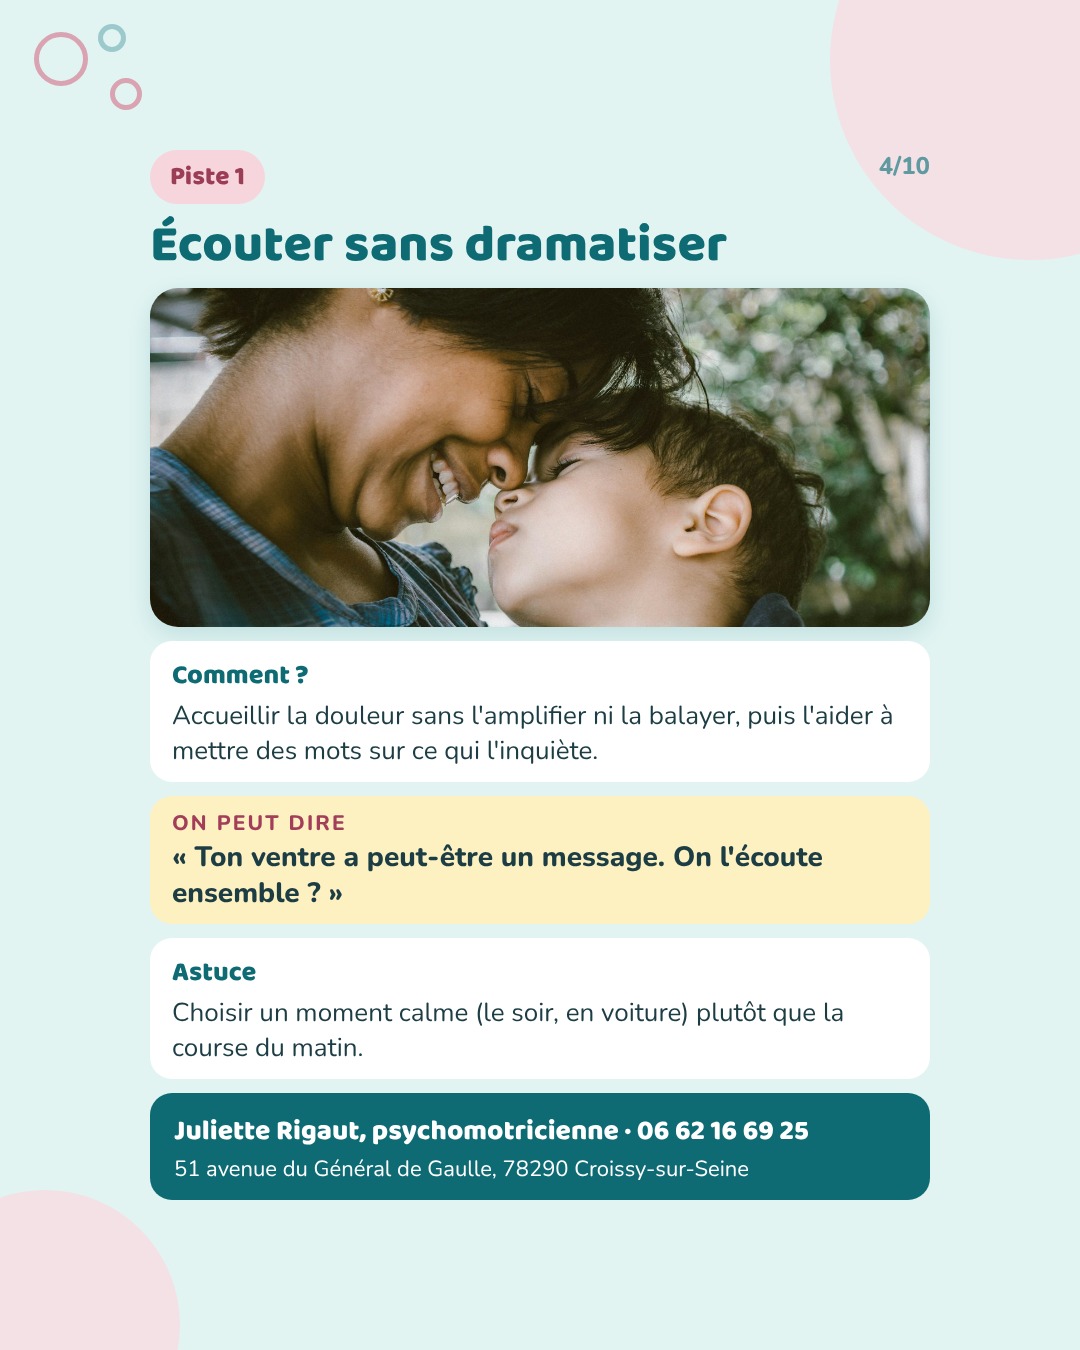 Piste 1
4/10
Écouter sans dramatiser
Comment ?
Accueillir la douleur sans l'amplifier ni la balayer, puis l'aider à
mettre des mots sur ce qui l'inquiète.
ON PEUT DIRE
« Ton ventre a peut-être un message. On l'écoute
ensemble ? »
Astuce
Choisir un moment calme (le soir, en voiture) plutôt que la
course du matin.
Juliette Rigaut, psychomotricienne · 06 62 16 69 25
51 avenue du Général de Gaulle, 78290 Croissy-sur-Seine